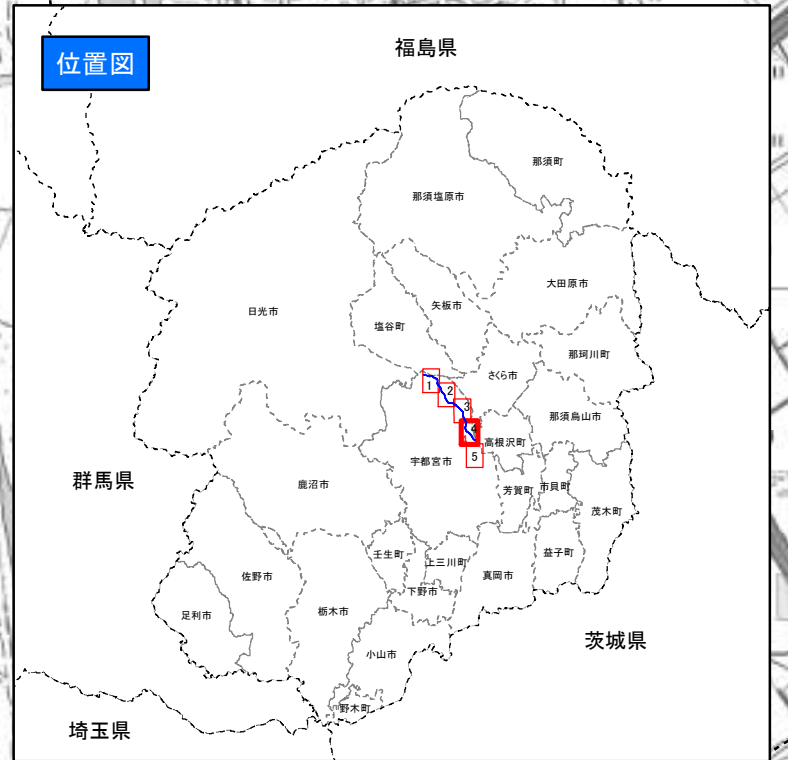 福島県
位置図
那須町
那須塩原市
大田原市
日光市
矢板市
塩谷町
那珂川町
さくら市
1
2
3
那須烏山市
4
高根沢町
宇都宮市
5
群馬県
鹿沼市
芳賀町
市貝町
茂木町
壬生町
上三川町
益子町
佐野市
真岡市
下野市
足利市
栃木市
茨城県
小山市
野木町
埼玉県